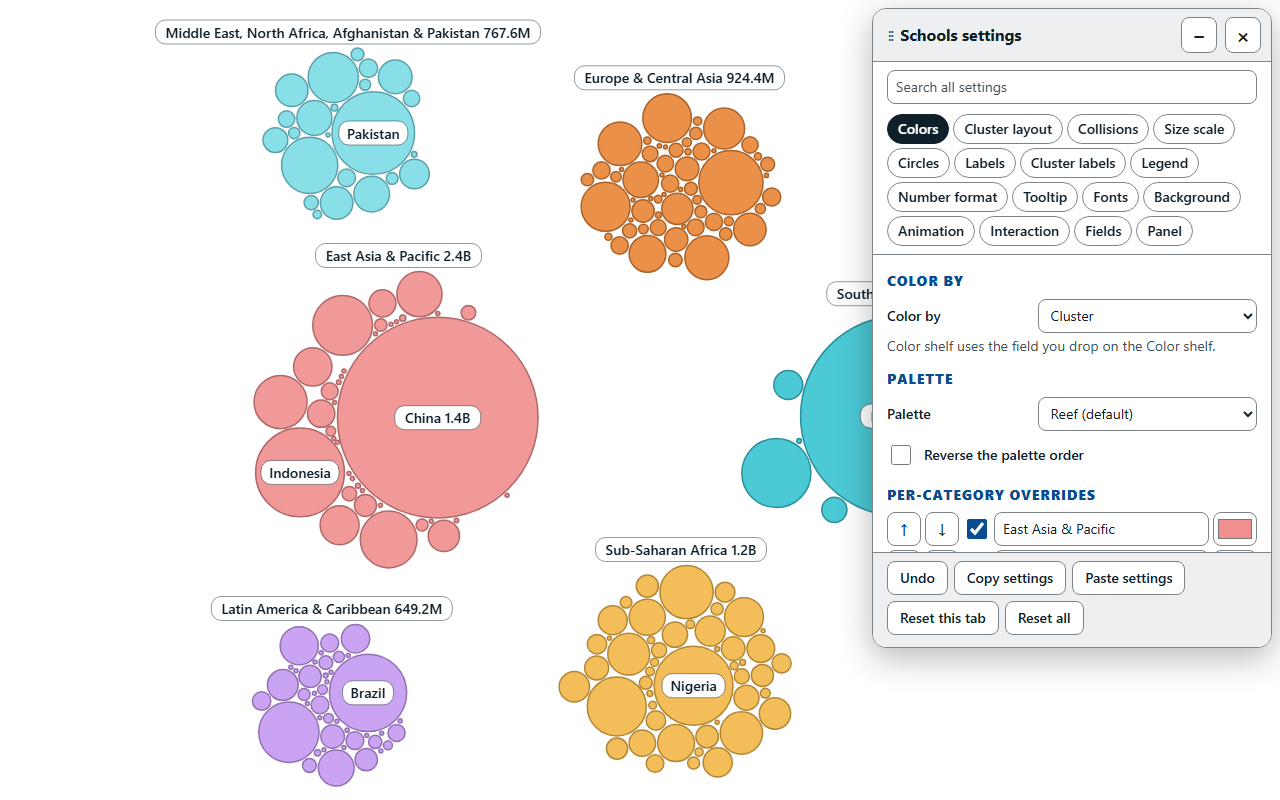 Middle East, North Africa, Afghanistan & Pakistan 767.6M
Pakistan
Europe & Central Asia 924.4M
East Asia & Pacific 2.4B
China 1.4B
Indonesia
South
Sub-Saharan Africa 1.2B
Nigeria
Latin America & Caribbean 649.2M
Brazil
Schools settings
Search all settings
Colors Cluster layout Collisions Size scale
Circles Labels Cluster labels Legend
Number format Tooltip Fonts Background
Animation Interaction Fields Panel
COLOR BY
Color by Cluster
Color shelf uses the field you drop on the Color shelf.
PALETTE
Palette Reef (default)
Reverse the palette order
PER-CATEGORY OVERRIDES
↑ ↓ East Asia & Pacific
Undo Copy settings Paste settings
Reset this tab Reset all